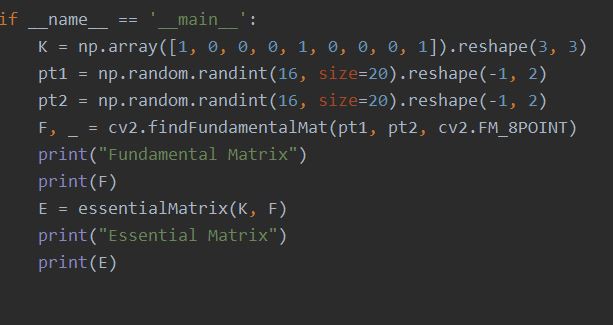 if __name__ == '__main__':
    K = np.array([1, 0, 0, 0, 1, 0, 0, 0, 1]).reshape(3, 3)
    pt1 = np.random.randint(16, size=20).reshape(-1, 2)
    pt2 = np.random.randint(16, size=20).reshape(-1, 2)
    F, _ = cv2.findFundamentalMat(pt1, pt2, cv2.FM_8POINT)
    print("Fundamental Matrix")
    print(F)
    E = essentialMatrix(K, F)
    print("Essential Matrix")
    print(E)